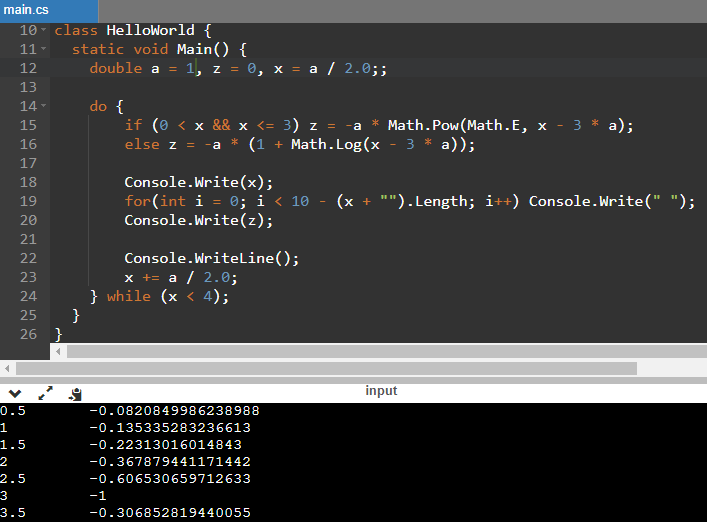 main.cs
10 class HelloWorld {
11 static void Main() {
12 double a = 1, z = 0, x = a / 2.0;;
13
14 do {
15 if (0 < x && x <= 3) z = -a * Math.Pow(Math.E, x - 3 * a);
16 else z = -a * (1 + Math.Log(x - 3 * a));
17
18 Console.Write(x);
19 for(int i = 0; i < 10 - (x + "").Length; i++) Console.Write(" ");
20 Console.Write(z);
21
22 Console.WriteLine();
23 x += a / 2.0;
24 } while (x < 4);
25 }
26 }
input
0.5 -0.0820849986238988
1 -0.135335283236613
1.5 -0.22313016014843
2 -0.367879441171442
2.5 -0.606530659712633
3 -1
3.5 -0.306852819440055